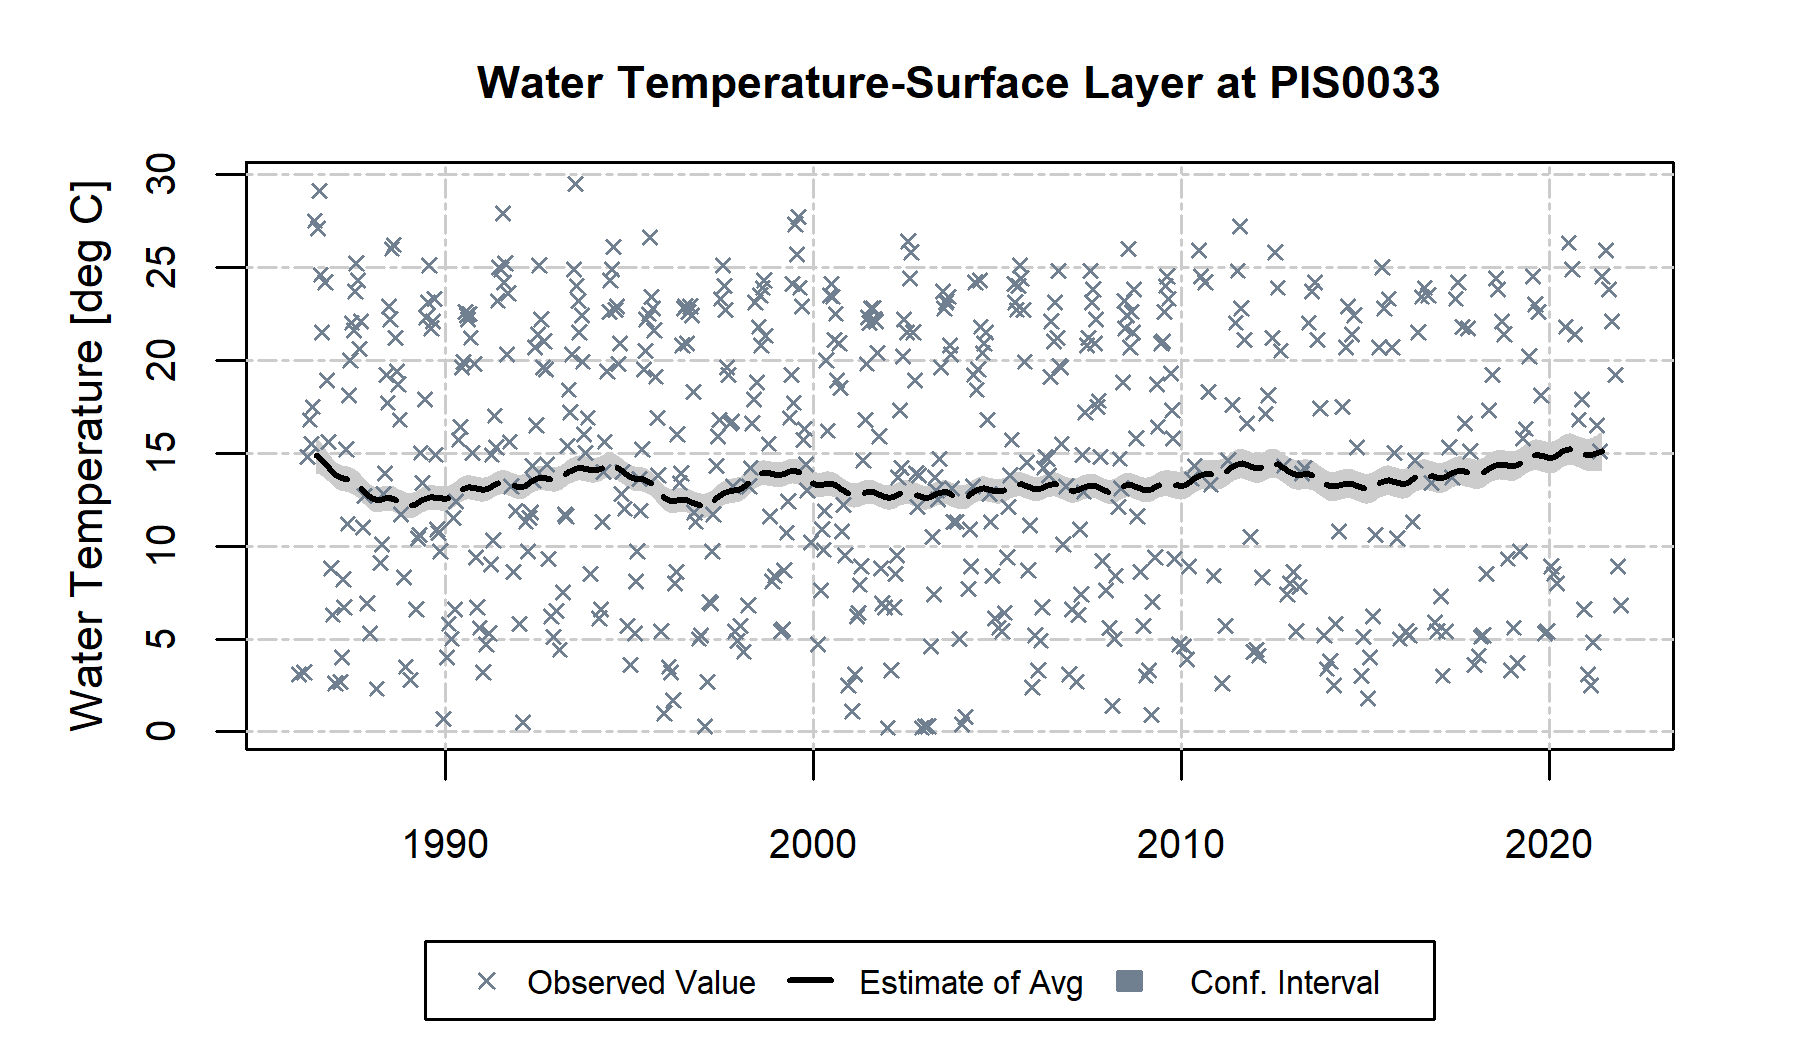 Water Temperature-Surface Layer at PIS0033
Water Temperature [deg C]
30
25
20
15
10
5
0
1990 2000 2010 2020
Observed Value Estimate of Avg Conf. Interval